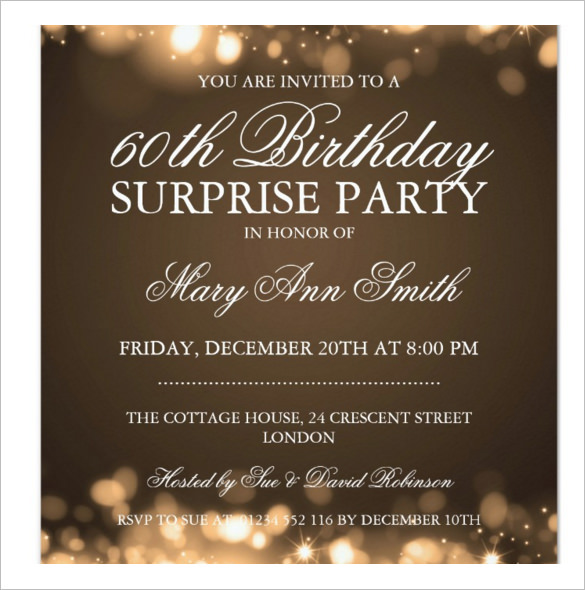 YOU ARE INVITED TO A
60th Birthday
SURPRISE PARTY
IN HONOR OF
Mary Ann Smith
FRIDAY, DECEMBER 20TH AT 8:00 PM
THE COTTAGE HOUSE, 24 CRESCENT STREET
LONDON
Hosted by Sue & David Robinson
RSVP TO SUE AT 01234 552 116 BY DECEMBER 10TH